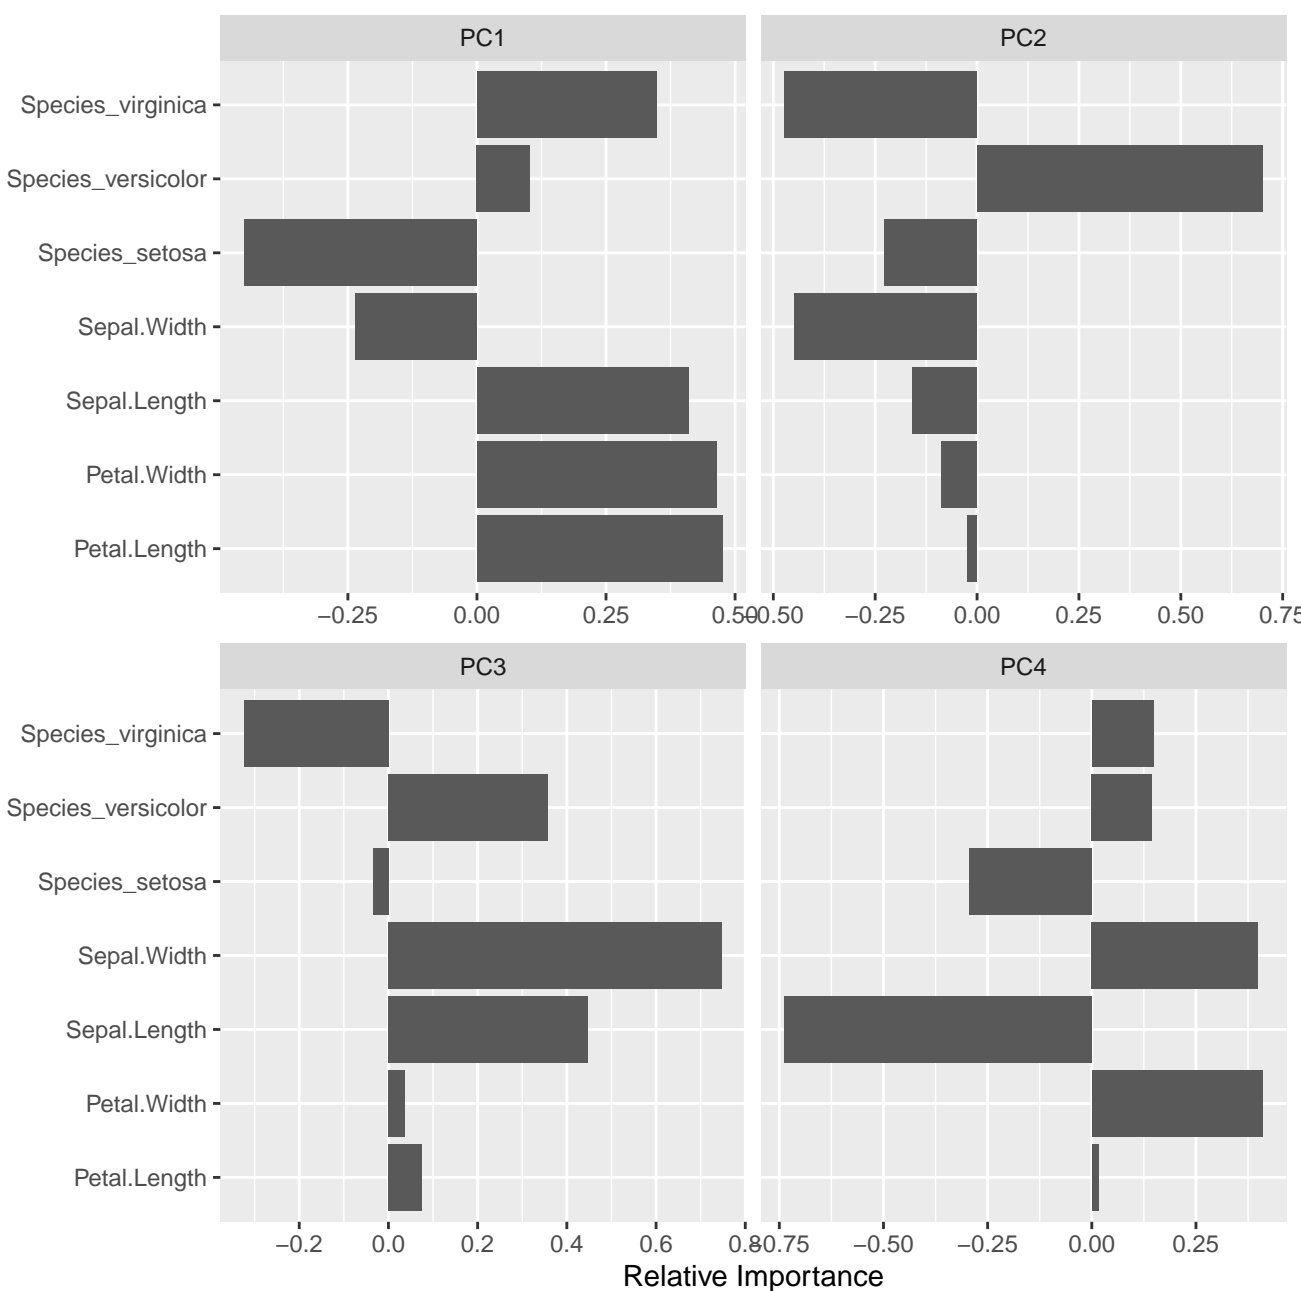 PC1
PC2
Species_virginica
Species_versicolor
Species_setosa
Sepal.Width
Sepal.Length
Petal.Width
Petal.Length
−0.25 0.00 0.25 0.50
−0.50 −0.25 0.00 0.25 0.50 0.75
PC3
PC4
Species_virginica
Species_versicolor
Species_setosa
Sepal.Width
Sepal.Length
Petal.Width
Petal.Length
−0.2 0.0 0.2 0.4 0.6 0.8
−0.75 −0.50 −0.25 0.00 0.25
Relative Importance